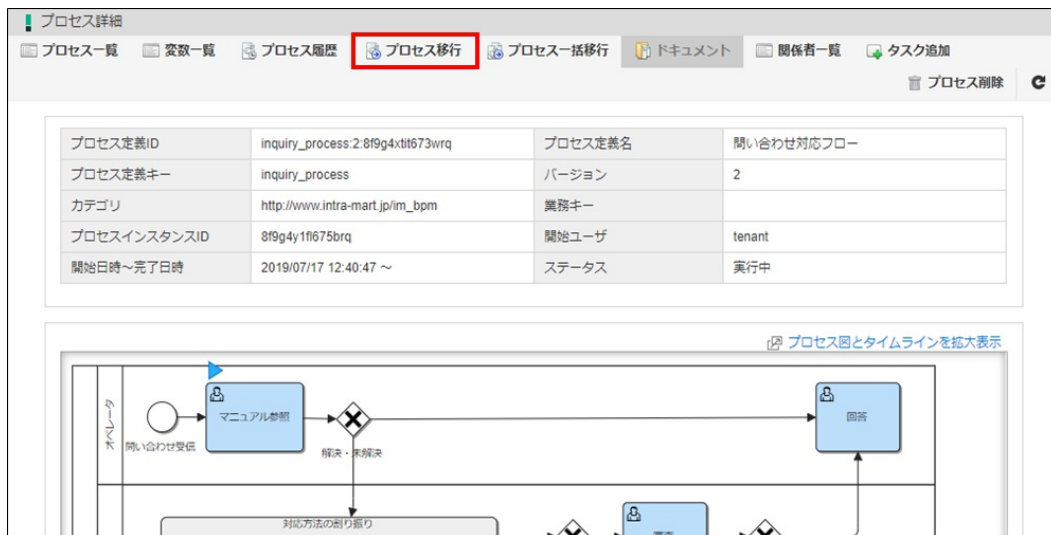 プロセス詳細
プロセス一覧 変数一覧 プロセス履歴 プロセス移行 プロセス一括移行 ドキュメント 関係者一覧 タスク追加
プロセス削除
プロセス定義ID inquiry_process:2:8f9g4xtit673wrq プロセス定義名 問い合わせ対応フロー
プロセス定義キー inquiry_process バージョン 2
カテゴリ http://www.intra-mart.jp/im_bpm 業務キー
プロセスインスタンスID 8f9g4y1fl675brq 開始ユーザ tenant
開始日時～完了日時 2019/07/17 12:40:47 ～ ステータス 実行中
プロセス図とタイムラインを拡大表示
オペレータ
問い合わせ受信
マニュアル参照
解決・未解決
回答
対応方法の割り振り